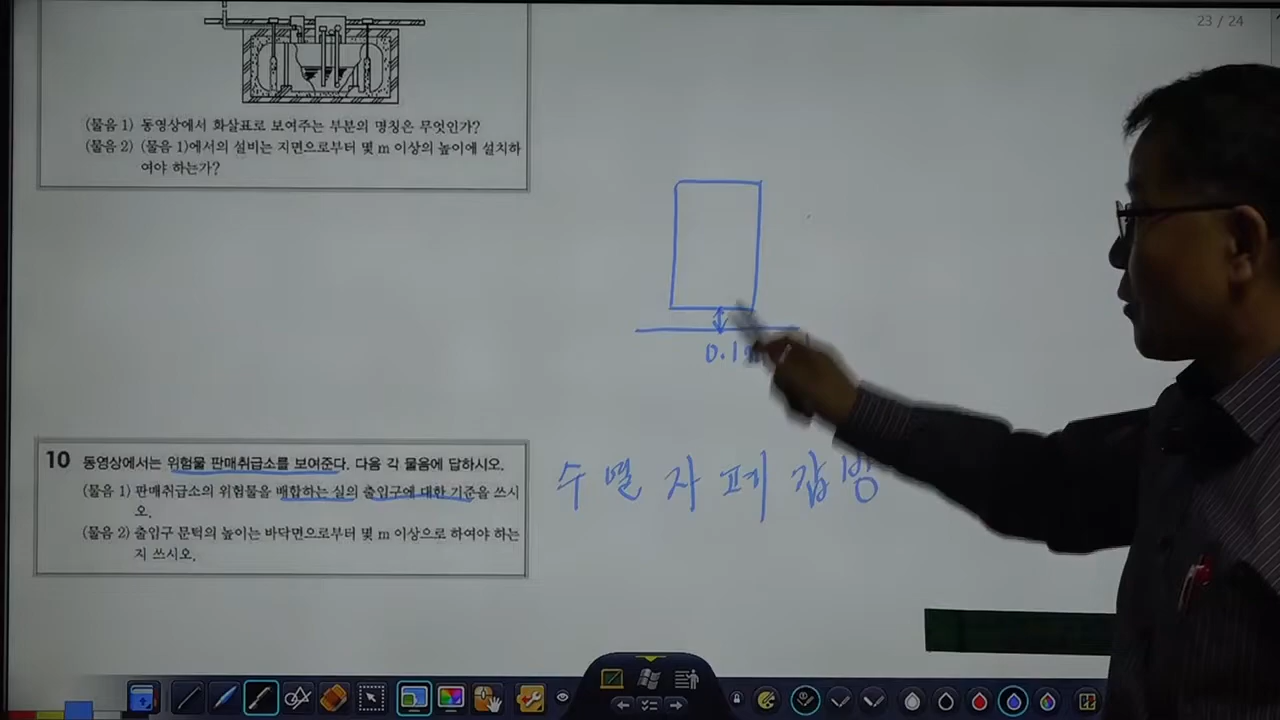 23 / 24
(물음 1) 동영상에서 화살표로 보여주는 부분의 명칭은 무엇인가?
(물음 2) (물음 1)에서의 설비는 지면으로부터 몇 m 이상의 높이에 설치하
여야 하는가?
0.1
10 동영상에서는 위험물 판매취급소를 보여준다. 다음 각 물음에 답하시오.
(물음 1) 판매취급소의 위험물을 배합하는 실의 출입구에 대한 기준을 쓰시
오.
(물음 2) 출입구 문턱의 높이는 바닥면으로부터 몇 m 이상으로 하여야 하는
지 쓰시오.
수 열 자 폐 갑 방